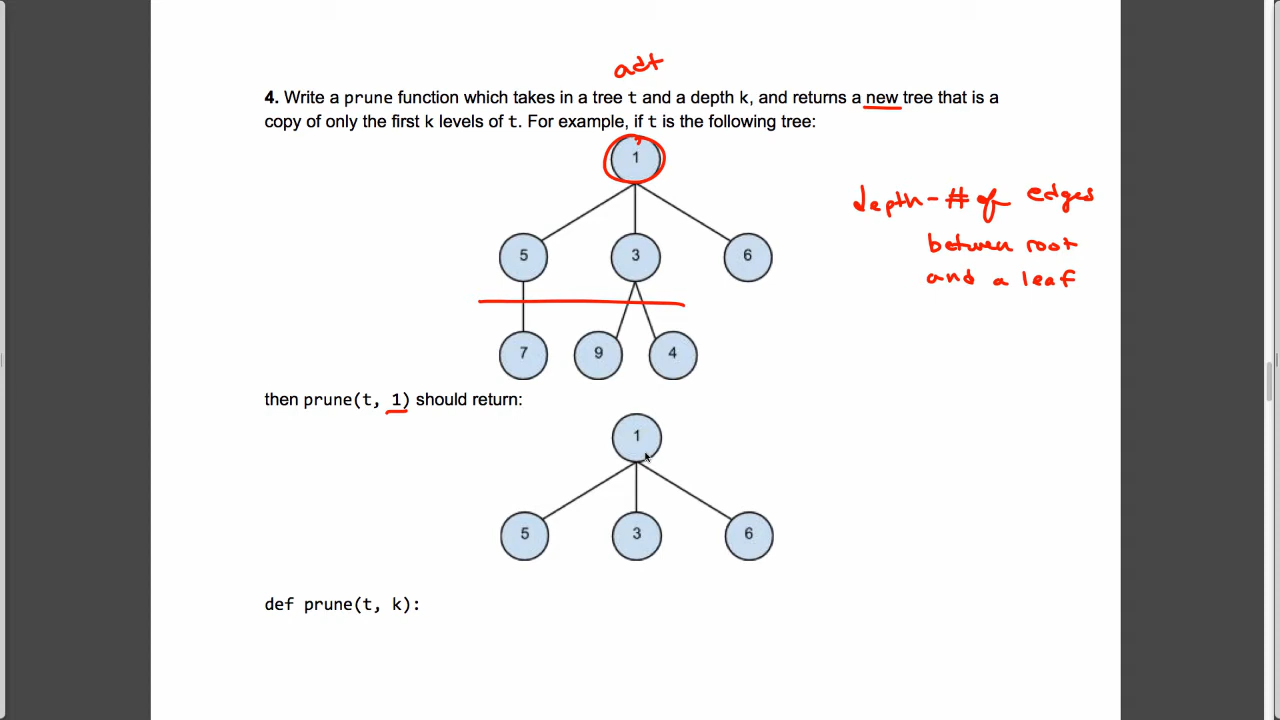 adt
4. Write a prune function which takes in a tree t and a depth k, and returns a new tree that is a
copy of only the first k levels of t. For example, if t is the following tree:
1
depth - # of edges
between root
and a leaf
5 3 6
7 9 4
then prune(t, 1) should return:
1
5 3 6
def prune(t, k):